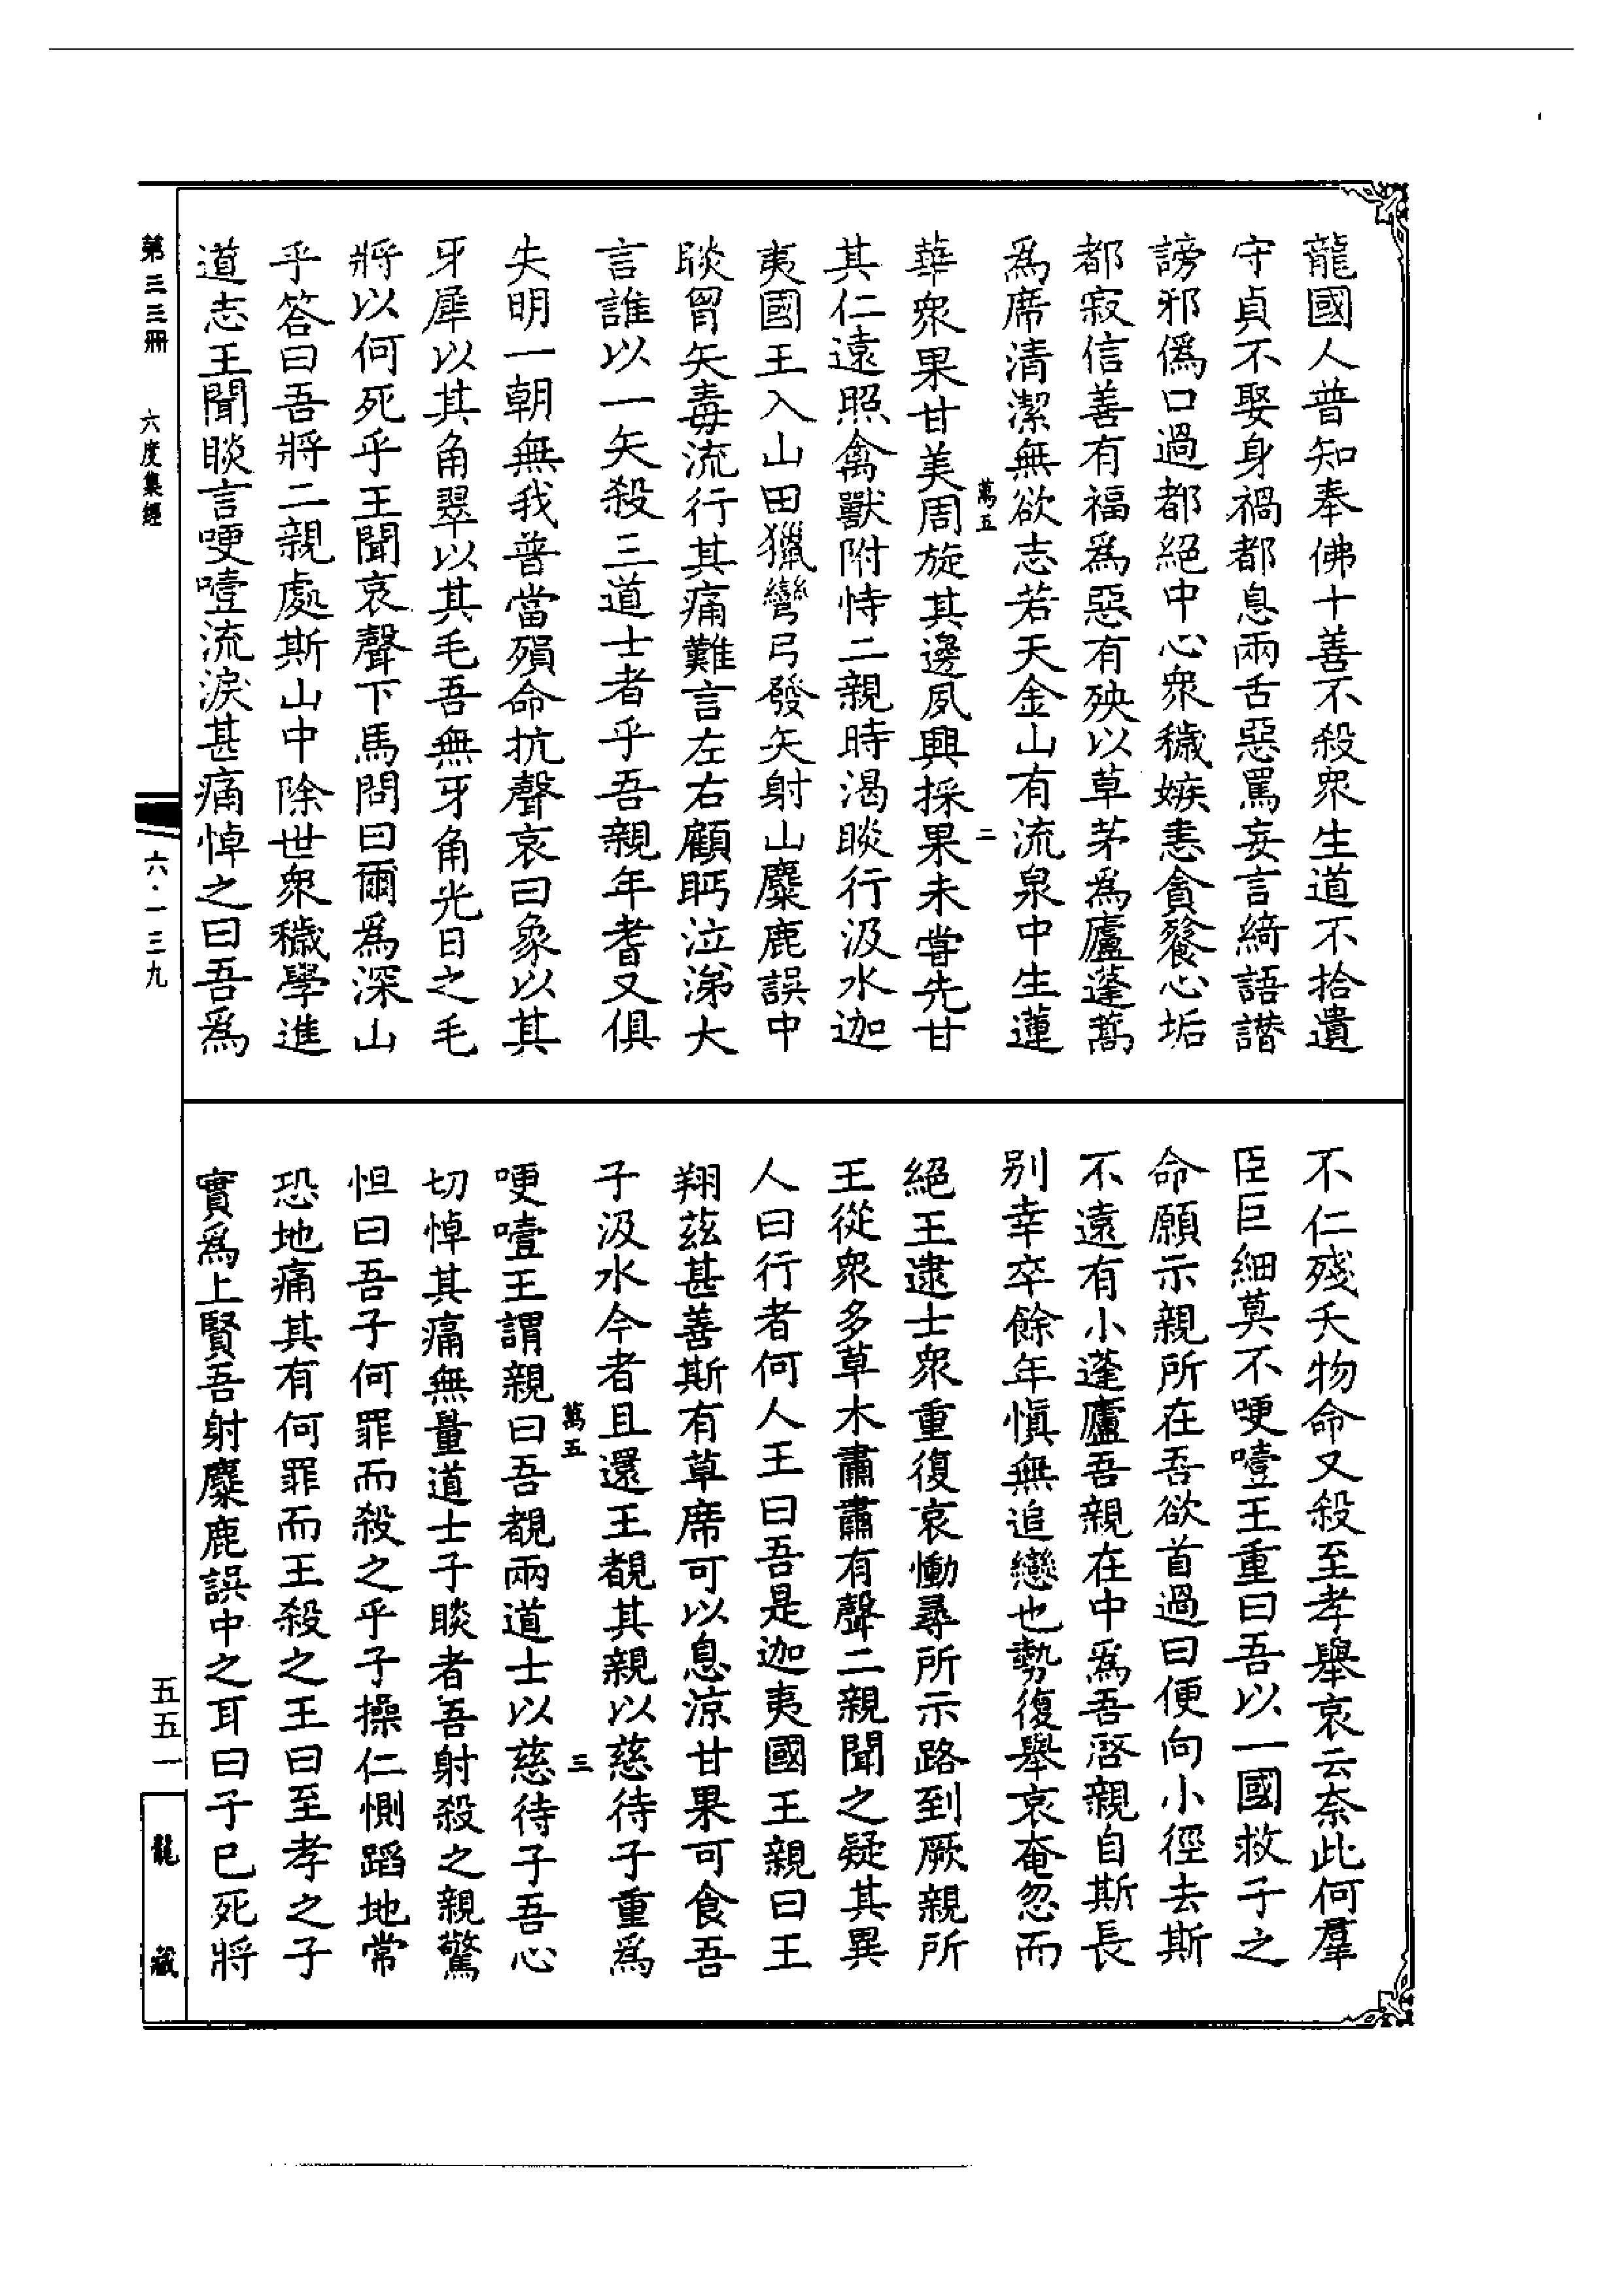 龍國人普知奉佛十善不殺衆生道不拾遺
守貞不娶身禍都息兩舌惡罵妄言綺語譖
謗邪僞口過都絕中心衆穢嫉恚貪餮心垢
都寂信善有福爲惡有殃以草茅爲廬蓬蒿
爲席清潔無欲志若天金山有流泉中生蓮
萬五 二
華衆果甘美周旋其邊夙興採果未嘗先甘
其仁遠照禽獸附恃二親時渴睒行汲水迦
夷國王入山田獵彎弓發矢射山麋鹿誤中
睒胷矢毒流行其痛難言左右顧眄泣涕大
言誰以一矢殺三道士者乎吾親年耆又俱
失明一朝無我普當殞命抗聲哀曰象以其
牙犀以其角翠以其毛吾無牙角光目之毛
將以何死乎王聞哀聲下馬問曰爾爲深山
乎答曰吾將二親處斯山中除世衆穢學進
道志王聞睒言哽噎流淚甚痛悼之曰吾爲
不仁殘夭物命又殺至孝舉哀云奈此何羣
臣巨細莫不哽噎王重曰吾以一國救子之
命願示親所在吾欲首過曰便向小徑去斯
不遠有小蓬廬吾親在中爲吾啓親自斯長
別幸卒餘年愼無追戀也勢復舉哀奄忽而
絕王逮士衆重復哀慟尋所示路到厥親所
王從衆多草木肅肅有聲二親聞之疑其異
人曰行者何人王曰吾是迦夷國王親曰王
翔茲甚善斯有草席可以息涼甘果可食吾
子汲水今者且還王覩其親以慈待子重爲
萬五 三
哽噎王謂親曰吾覩兩道士以慈待子吾心
切悼其痛無量道士子睒者吾射殺之親驚
怛曰吾子何罪而殺之乎子操仁惻蹈地常
恐地痛其有何罪而王殺之王曰至孝之子
實爲上賢吾射麋鹿誤中之耳曰子已死將
第三三冊 六度集經
六·一三九
五五一
龍藏